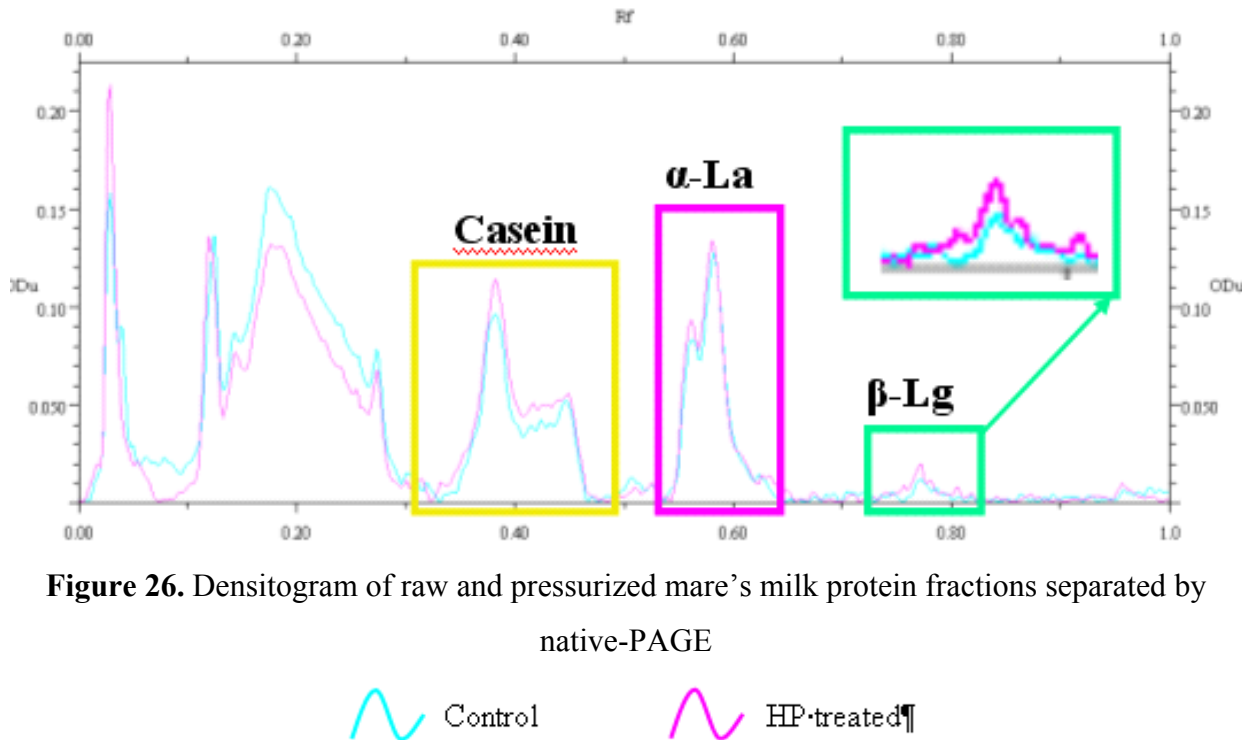 Rf
0.00 0.20 0.40 0.60 0.80 1.0
0.20 0.20
α-La
Casein
0.15 0.15
ODu ODu
0.10 0.10
β-Lg
0.050 0.050
0.00 0.20 0.40 0.60 0.80 1.0
Figure 26. Densitogram of raw and pressurized mare’s milk protein fractions separated by
native-PAGE
Control HP·treated¶